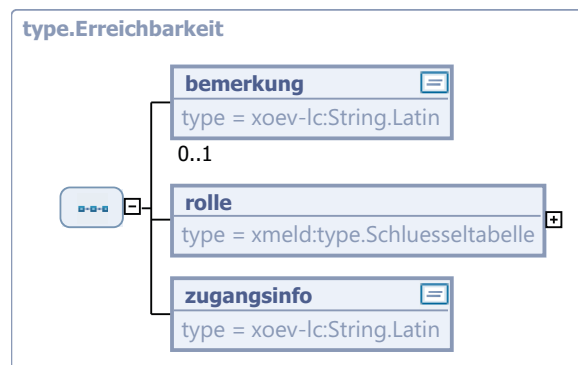 type.Erreichbarkeit
bemerkung
type = xoev-lc:String.Latin
0..1
rolle
type = xmeld:type.Schluesseltabelle
zugangsinfo
type = xoev-lc:String.Latin